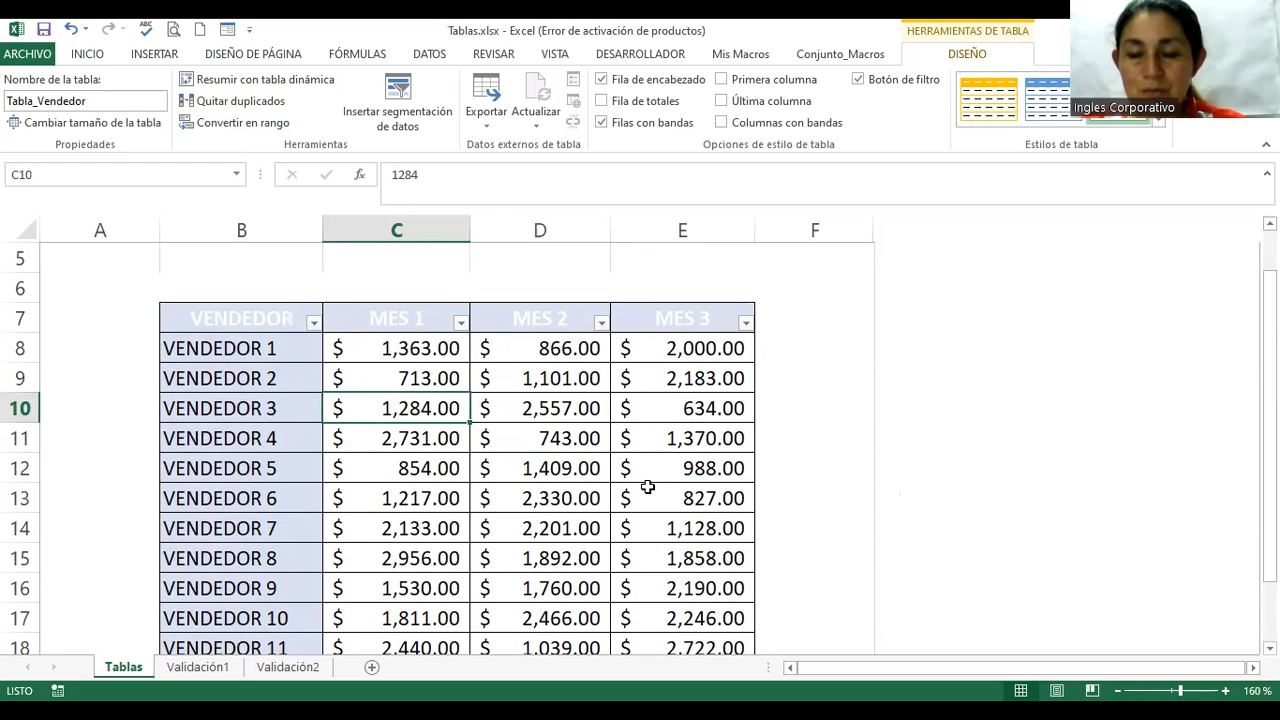 Tablas.xlsx - Excel (Error de activación de productos)
HERRAMIENTAS DE TABLA
ARCHIVO INICIO INSERTAR DISEÑO DE PÁGINA FÓRMULAS DATOS REVISAR VISTA DESARROLLADOR Mis Macros Conjunto_Macros DISEÑO
Nombre de la tabla:
Tabla_Vendedor
Cambiar tamaño de la tabla
Propiedades
Resumir con tabla dinámica
Quitar duplicados
Convertir en rango
Insertar segmentación
de datos
Herramientas
Exportar Actualizar
Datos externos de tabla
Fila de encabezado Primera columna Botón de filtro
Fila de totales Última columna
Filas con bandas Columnas con bandas
Opciones de estilo de tabla
Estilos de tabla
Ingles Corporativo
C10 fx 1284
A B C D E F
5
6
7 VENDEDOR MES 1 MES 2 MES 3
8 VENDEDOR 1 $ 1,363.00 $ 866.00 $ 2,000.00
9 VENDEDOR 2 $ 713.00 $ 1,101.00 $ 2,183.00
10 VENDEDOR 3 $ 1,284.00 $ 2,557.00 $ 634.00
11 VENDEDOR 4 $ 2,731.00 $ 743.00 $ 1,370.00
12 VENDEDOR 5 $ 854.00 $ 1,409.00 $ 988.00
13 VENDEDOR 6 $ 1,217.00 $ 2,330.00 $ 827.00
14 VENDEDOR 7 $ 2,133.00 $ 2,201.00 $ 1,128.00
15 VENDEDOR 8 $ 2,956.00 $ 1,892.00 $ 1,858.00
16 VENDEDOR 9 $ 1,530.00 $ 1,760.00 $ 2,190.00
17 VENDEDOR 10 $ 1,811.00 $ 2,466.00 $ 2,246.00
18 VENDEDOR 11 $ 2,440.00 $ 1,039.00 $ 2,722.00
Tablas Validación1 Validación2
LISTO 160 %